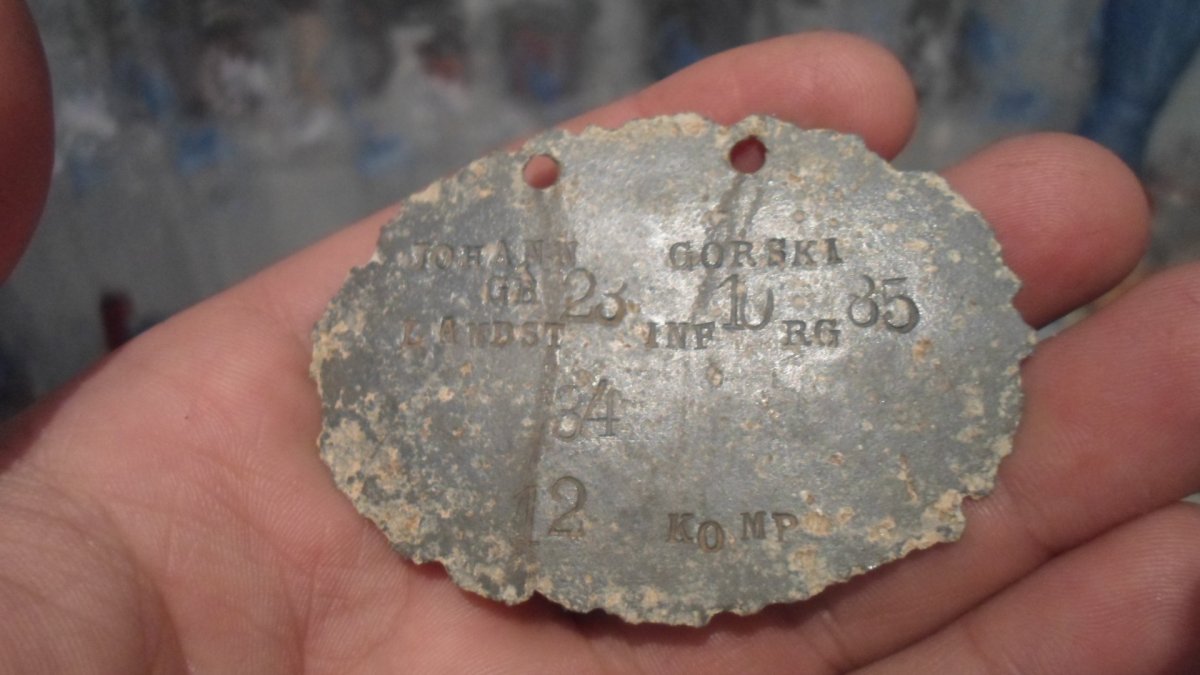 JOHANN GORSKI
GB 23 10 85
LANDST INF RG
34
12 KOMP